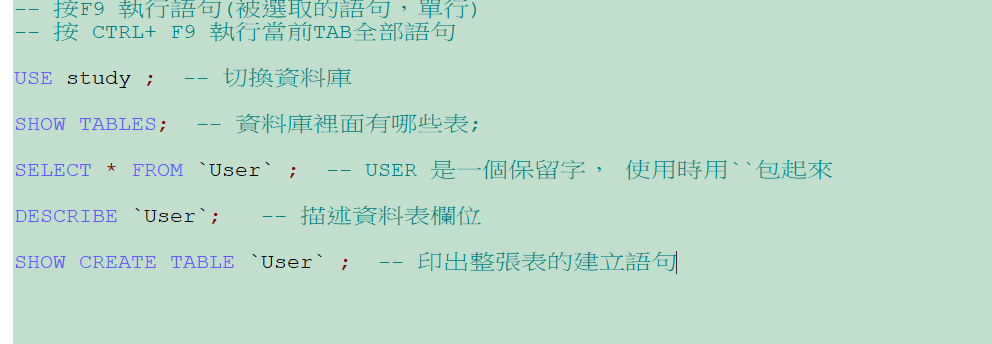 -- 按F9 執行語句(被選取的語句，單行)
-- 按 CTRL+ F9 執行當前TAB全部語句
USE study ;  -- 切換資料庫
SHOW TABLES;  -- 資料庫裡面有哪些表;
SELECT * FROM `User` ;  -- USER 是一個保留字， 使用時用``包起來
DESCRIBE `User`;   -- 描述資料表欄位
SHOW CREATE TABLE `User` ;  -- 印出整張表的建立語句